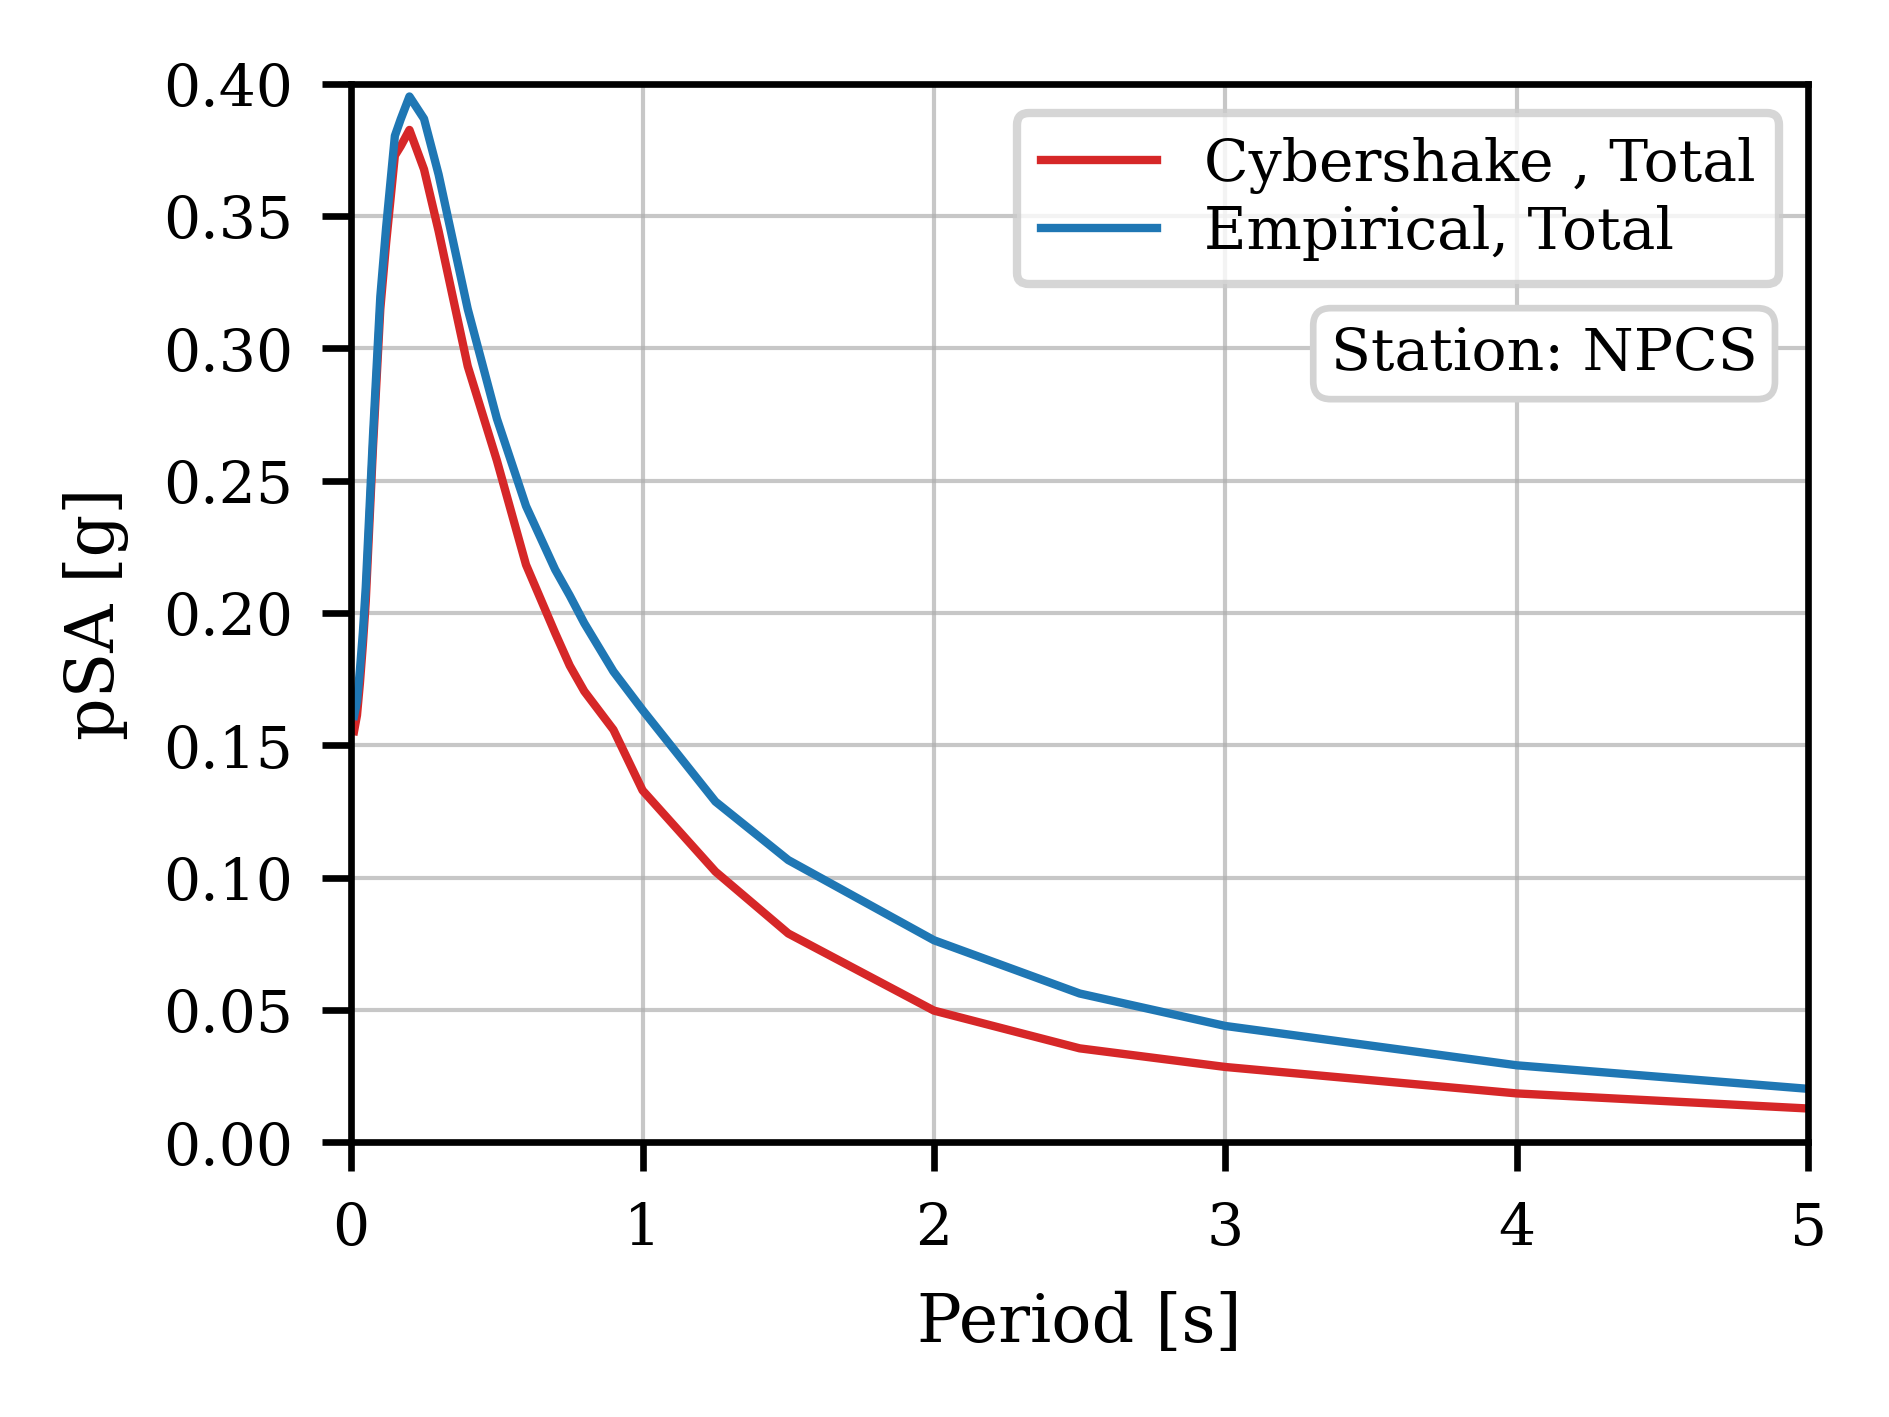 0.40
0.35
0.30
0.25
0.20
0.15
0.10
0.05
0.00
pSA [g]
Cybershake , Total
Empirical, Total
Station: NPCS
0 1 2 3 4 5
Period [s]